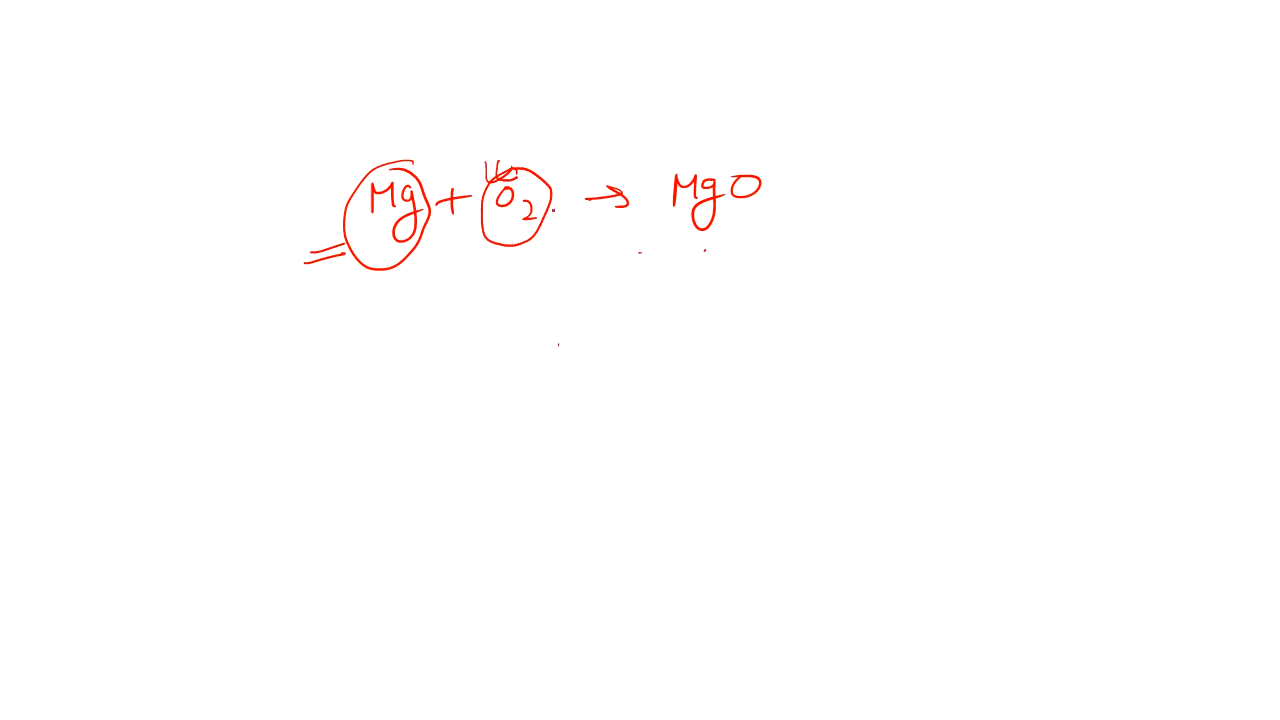 Mg + O₂ → MgO